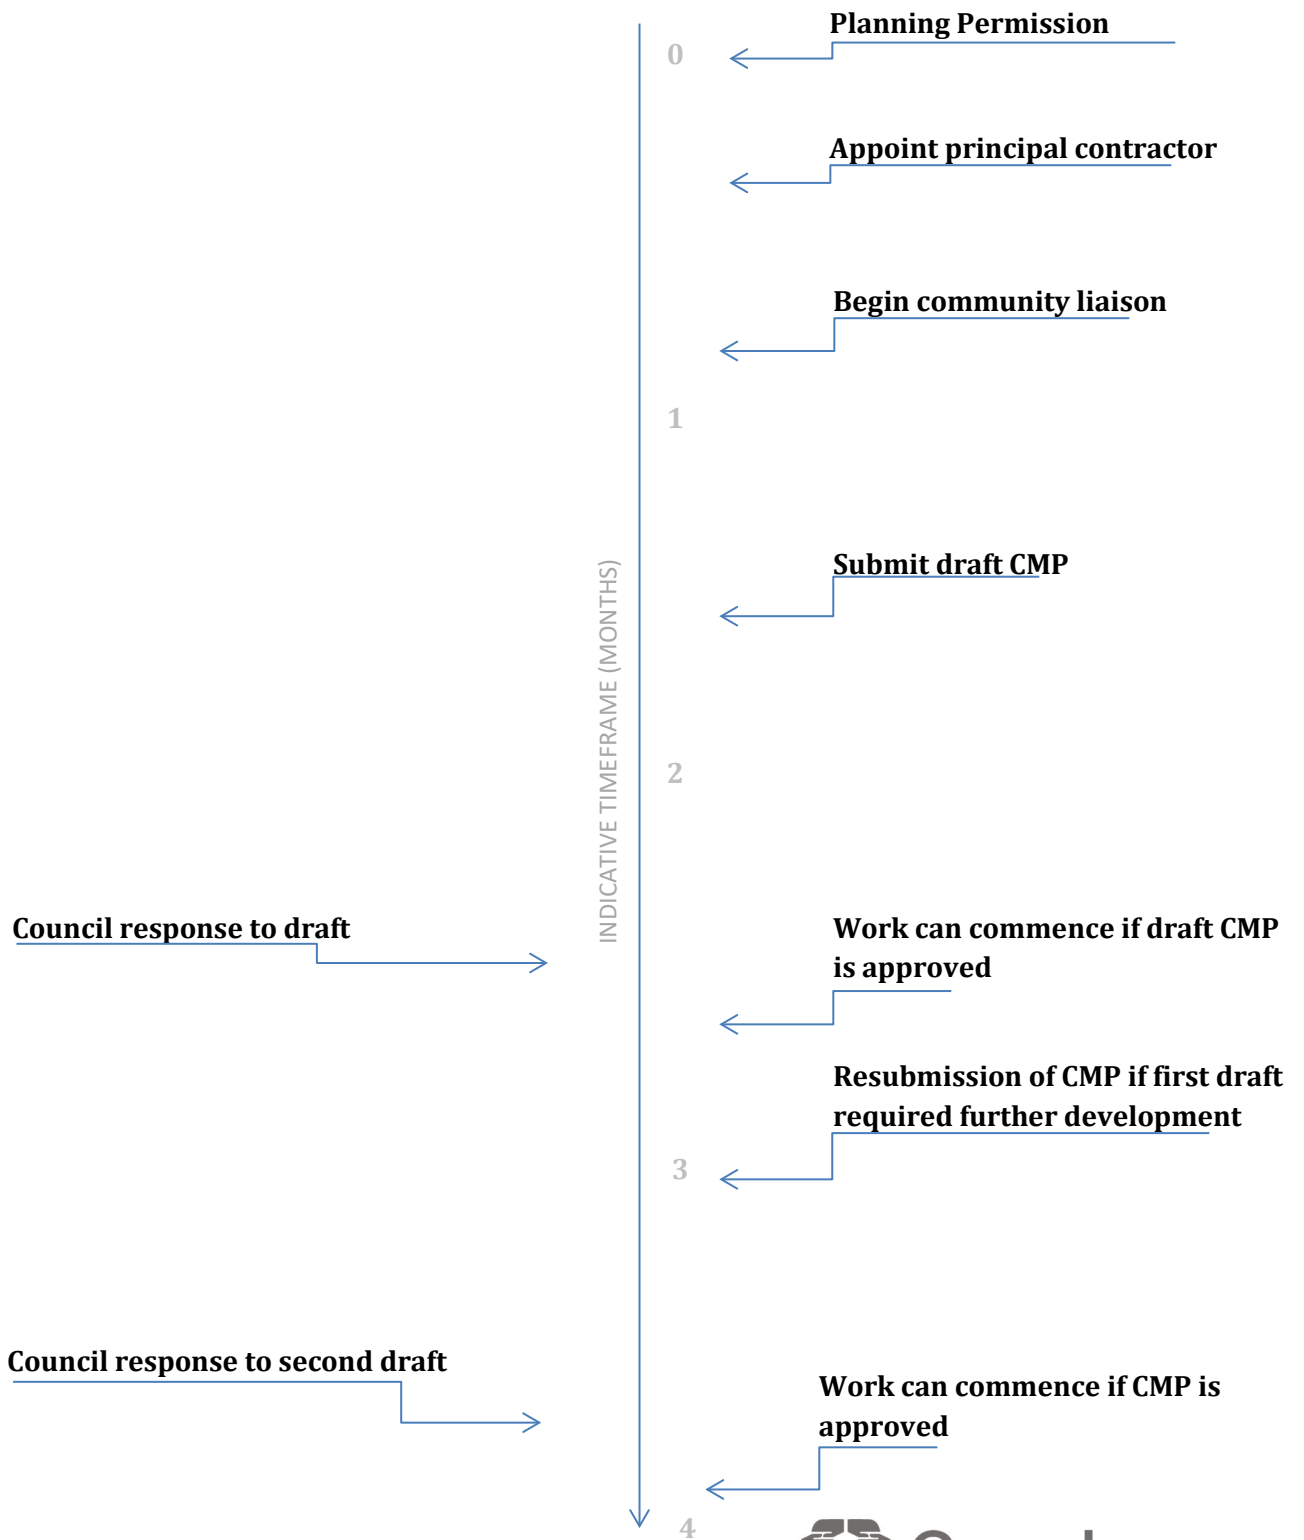 Planning Permission
0
Appoint principal contractor
Begin community liaison
1
Submit draft CMP
INDICATIVE TIMEFRAME (MONTHS)
2
Council response to draft
Work can commence if draft CMP
is approved
Resubmission of CMP if first draft
required further development
3
Council response to second draft
Work can commence if CMP is
approved
4